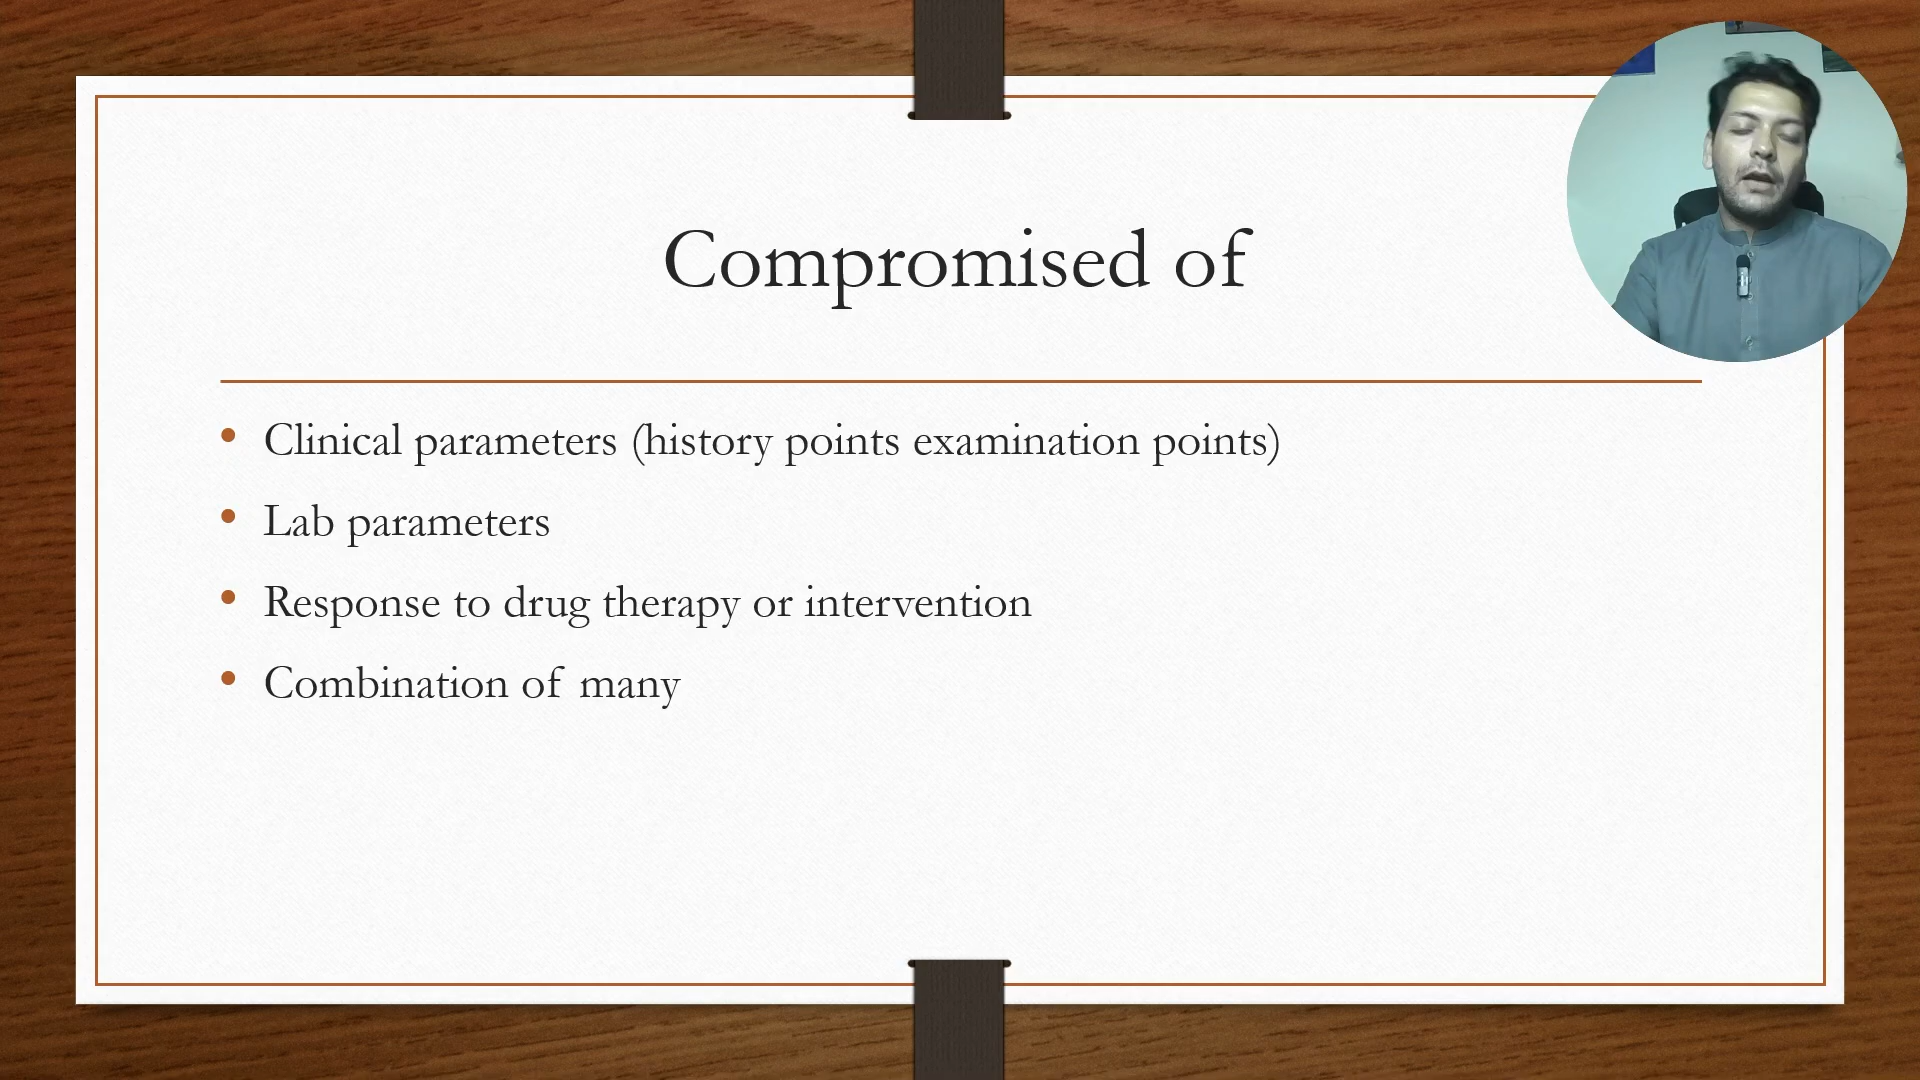 Compromised of
• Clinical parameters (history points examination points)
• Lab parameters
• Response to drug therapy or intervention
• Combination of many